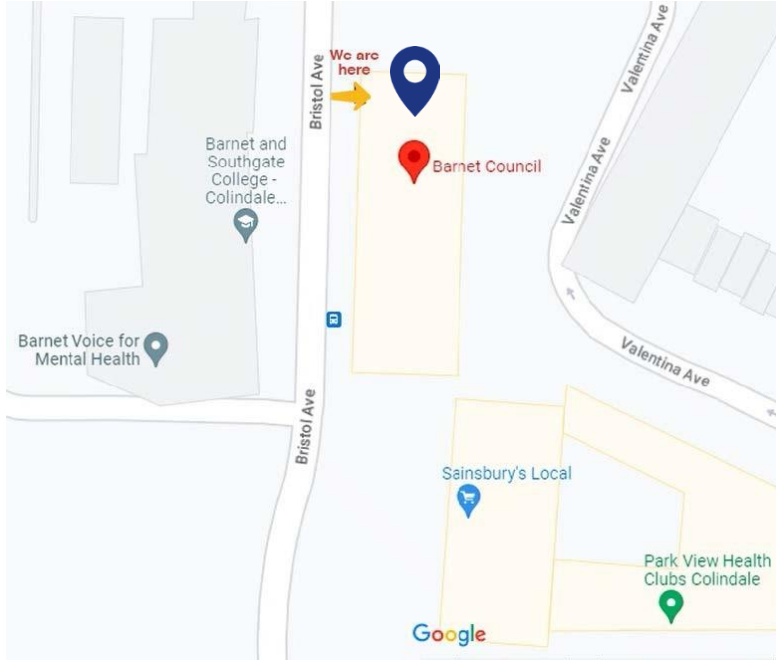 We are
here
Bristol Ave
Valentina Ave
Barnet and
Southgate
College -
Colindale...
Barnet Council
Valentina Ave
Barnet Voice for
Mental Health
Valentina Ave
Bristol Ave
Sainsbury's Local
Park View Health
Clubs Colindale
Google